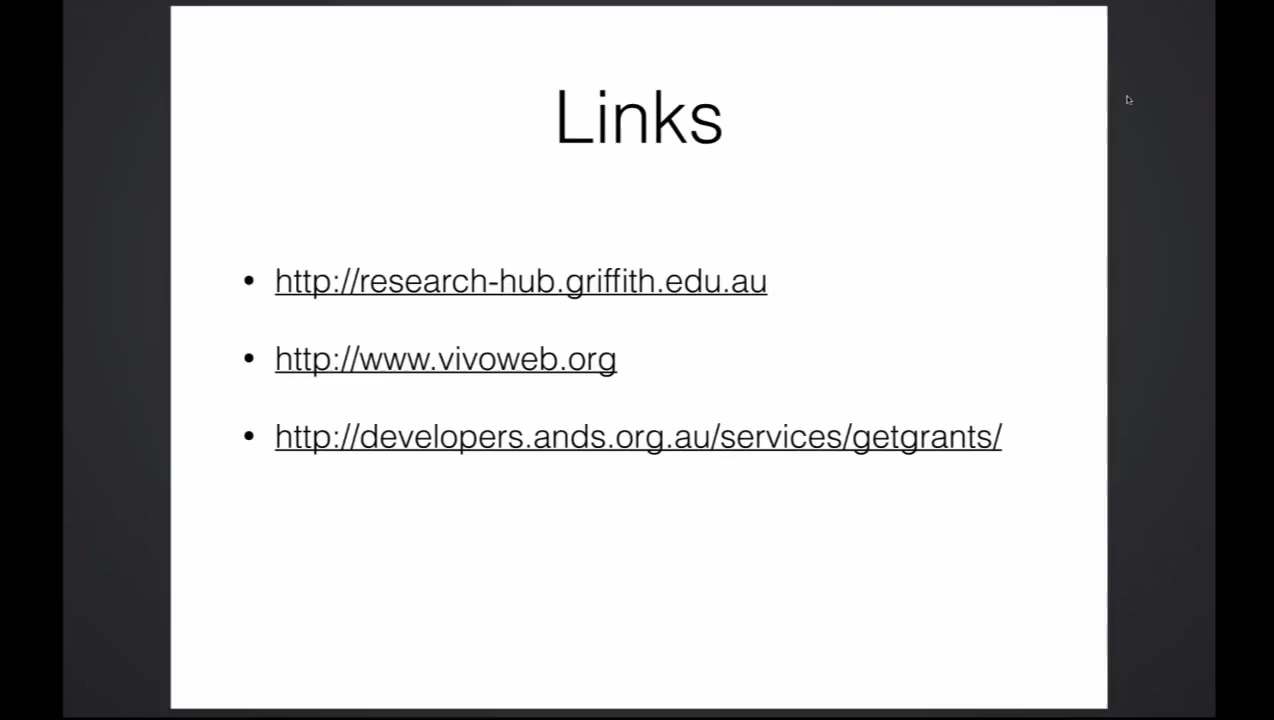 Links
• http://research-hub.griffith.edu.au
• http://www.vivoweb.org
• http://developers.ands.org.au/services/getgrants/